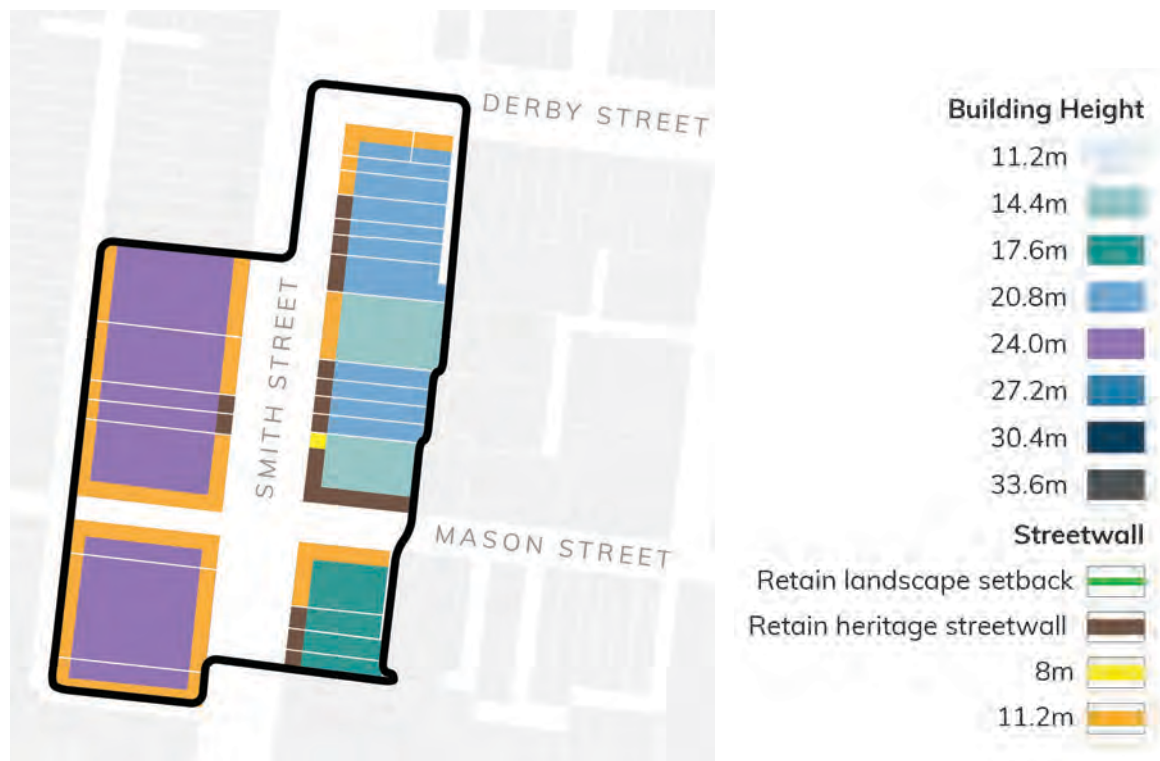 DERBY STREET
SMITH STREET
MASON STREET
Building Height
11.2m
14.4m
17.6m
20.8m
24.0m
27.2m
30.4m
33.6m
Streetwall
Retain landscape setback
Retain heritage streetwall
8m
11.2m